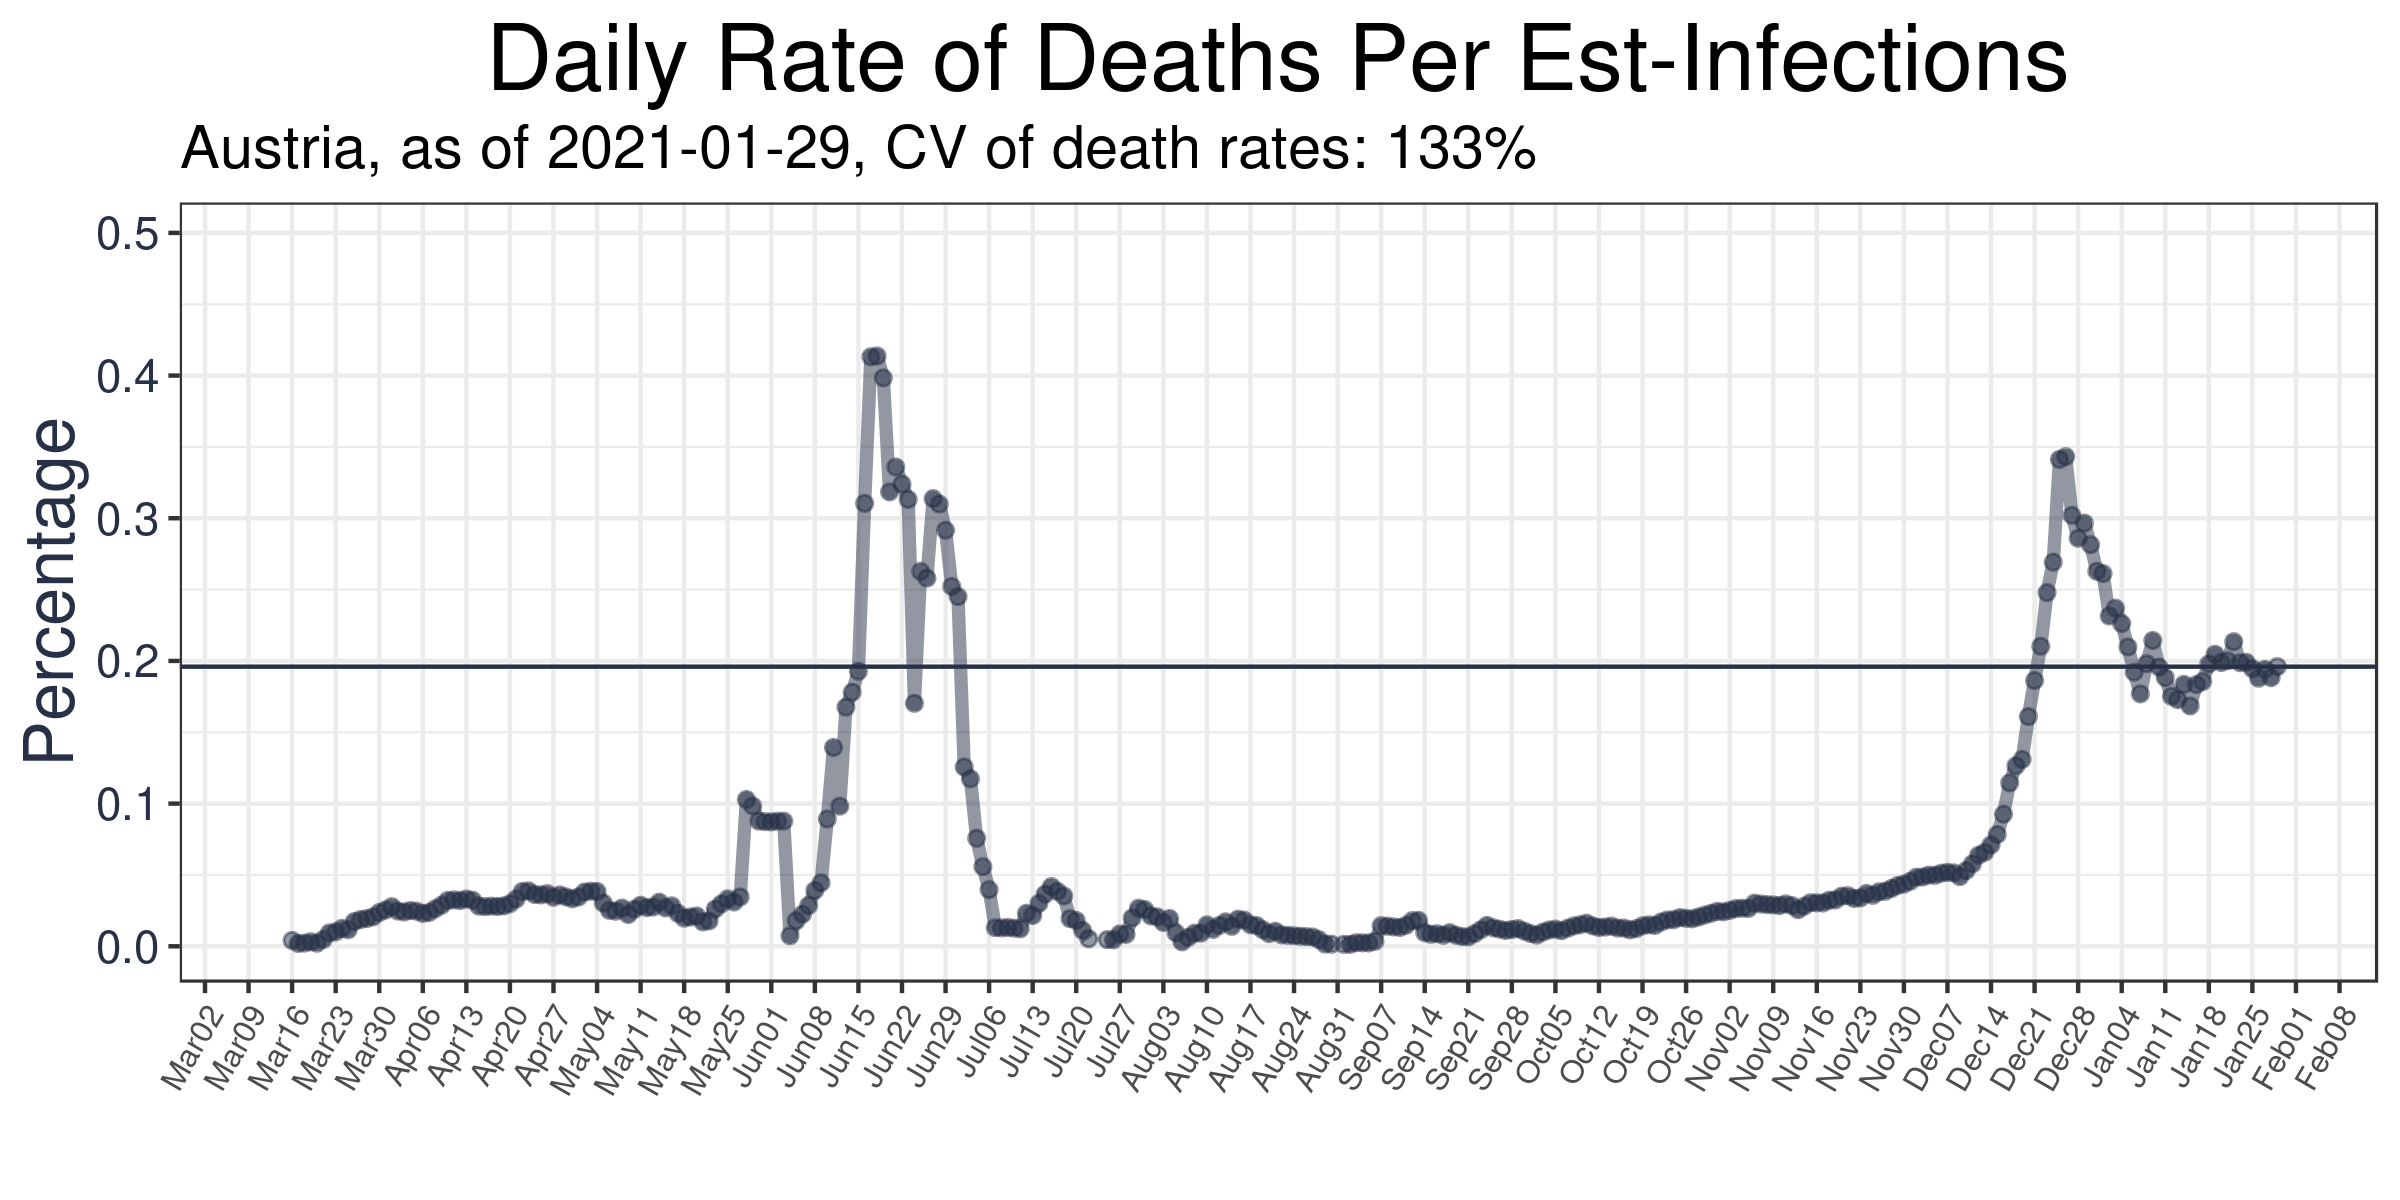 Daily Rate of Deaths Per Est-Infections
Austria, as of 2021-01-29, CV of death rates: 133%
Percentage
0.5
0.4
0.3
0.2
0.1
0.0
Mar02
Mar09
Mar16
Mar23
Mar30
Apr06
Apr13
Apr20
Apr27
May04
May11
May18
May25
Jun01
Jun08
Jun15
Jun22
Jun29
Jul06
Jul13
Jul20
Jul27
Aug03
Aug10
Aug17
Aug24
Aug31
Sep07
Sep14
Sep21
Sep28
Oct05
Oct12
Oct19
Oct26
Nov02
Nov09
Nov16
Nov23
Nov30
Dec07
Dec14
Dec21
Dec28
Jan04
Jan11
Jan18
Jan25
Feb01
Feb08